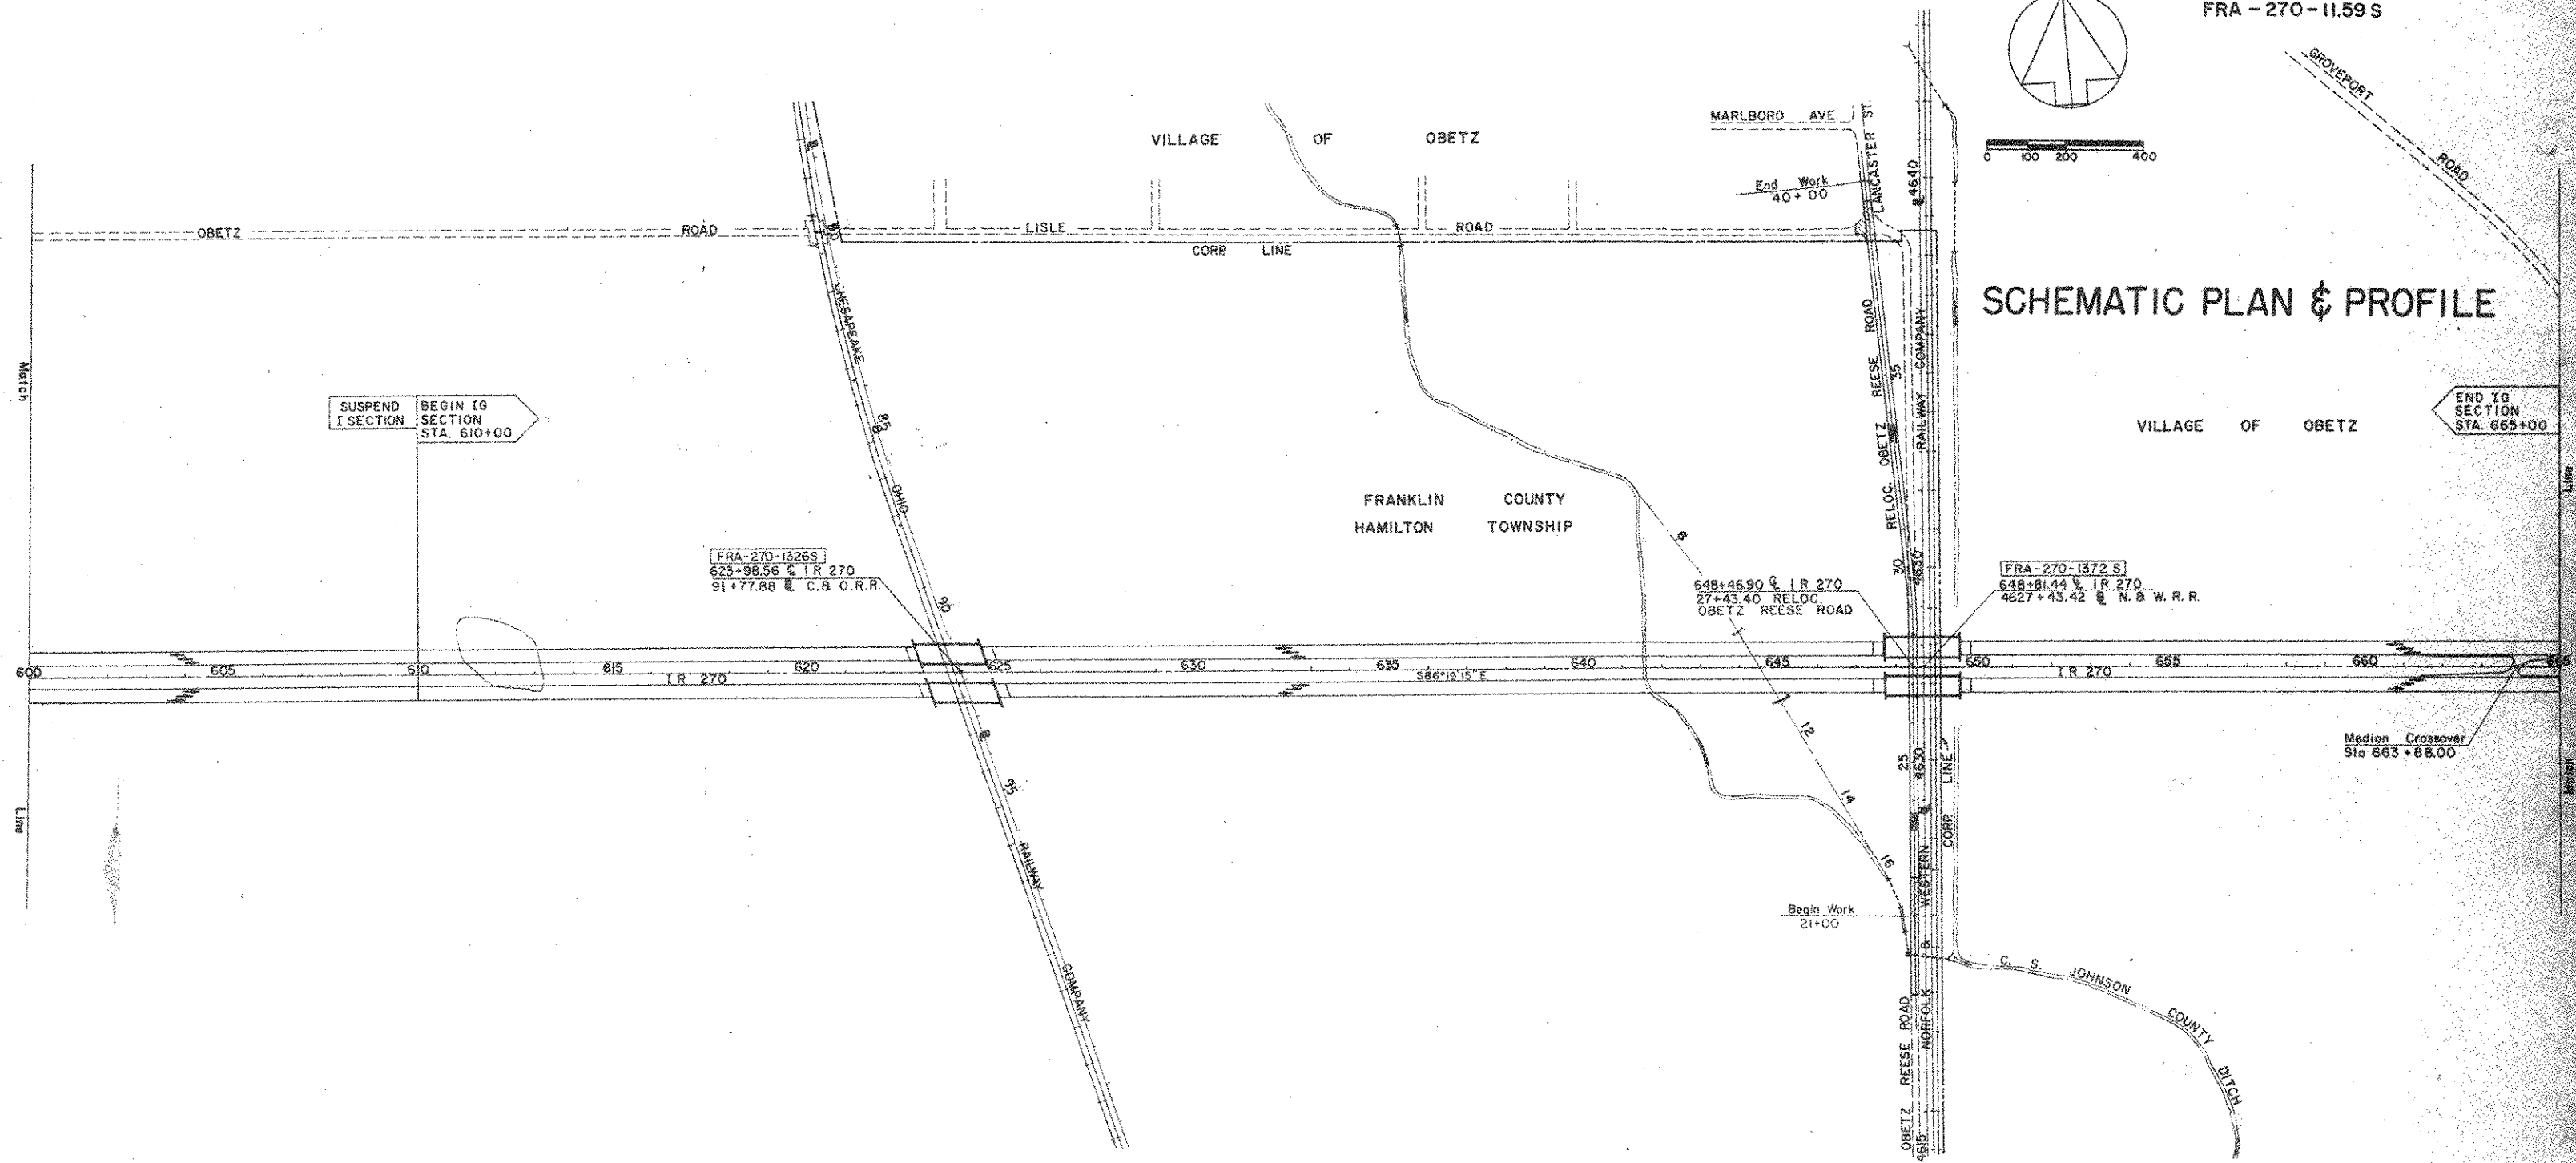 FRA - 270 - 11.59 S
GROVEPORT
ROAD
0 100 200 400
SCHEMATIC PLAN & PROFILE
VILLAGE OF OBETZ
MARLBORO AVE.
LANCASTER ST.
End Work
40+00
4640
OBETZ ROAD
LISLE ROAD
CORP. LINE
80
CHESAPEAKE
85
&
OHIO
90
95
RAILWAY
COMPANY
Match
Line
SUSPEND
I SECTION
BEGIN IG
SECTION
STA. 610+00
FRANKLIN COUNTY
HAMILTON TOWNSHIP
VILLAGE OF OBETZ
END IG
SECTION
STA. 665+00
FRA-270-1326S
623+98.56 ℄ I R 270
91+77.88 C. & O. R.R.
648+46.90 ℄ I R 270
27+43.40 RELOC.
OBETZ REESE ROAD
FRA-270-1372 S
648+81.44 ℄ I R 270
4627+43.42 N. & W. R. R.
RELOC. OBETZ REESE ROAD
30
35
RAILWAY COMPANY
600 605 610 615 620 625 630 635 640 645 650 655 660 665
I R 270
S86°19'15"E
I R 270
12
14
16
25
4630
CORP. LINE
Median Crossover
Sta 663+88.00
Begin Work
21+00
NORFOLK & WESTERN
OBETZ REESE ROAD
4615
C. S. JOHNSON COUNTY DITCH
Line
Match